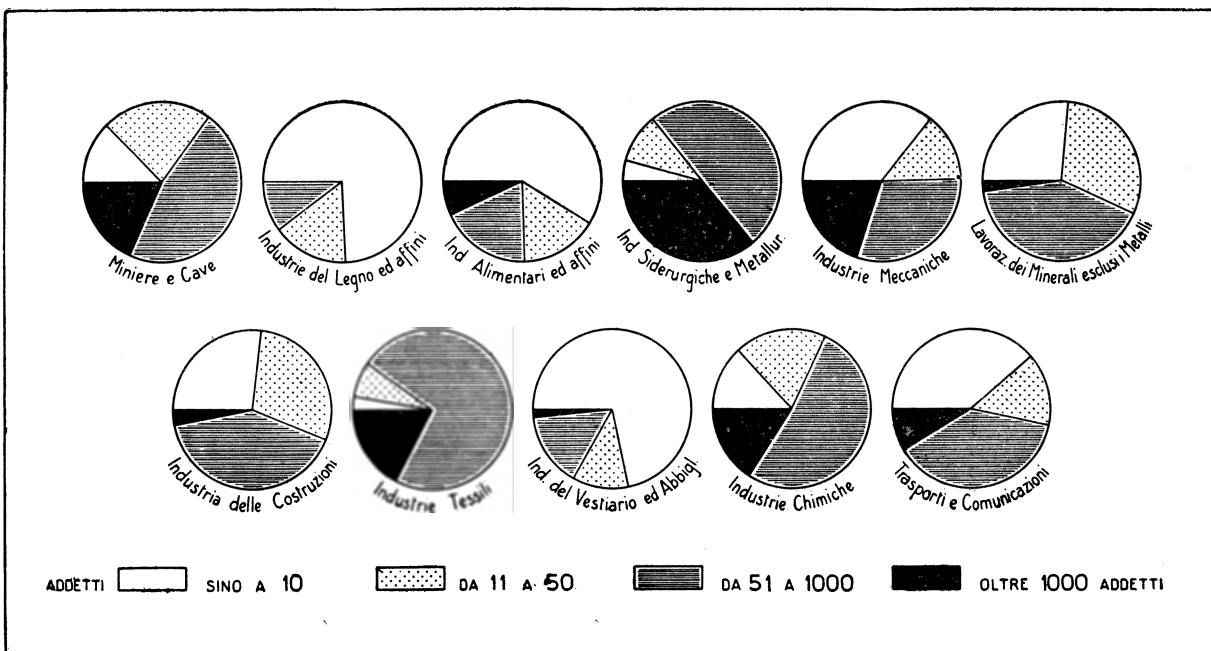 Miniere e Cave
Industrie del Legno ed affini
Ind Alimentari ed affini
Ind Siderurgiche e Metallur.
Industrie Meccaniche
Lavoraz. dei Minerali esclusi i Metalli
Industria delle Costruzioni
Industrie Tessili
Ind. del Vestiario ed Abbigl.
Industrie Chimiche
Trasporti e Comunicazioni
ADDETTI SINO A 10 DA 11 A 50 DA 51 A 1000 OLTRE 1000 ADDETTI